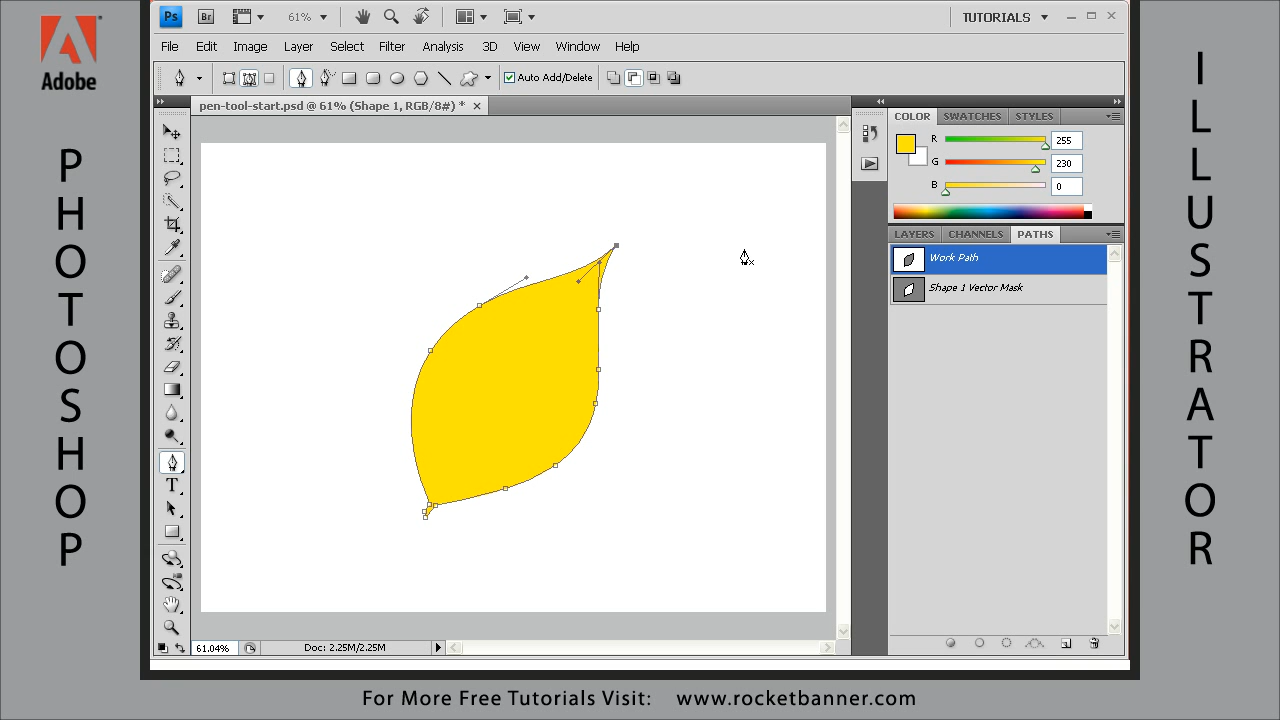 Adobe
PHOTOSHOP
Ps
Br
61%
TUTORIALS
File Edit Image Layer Select Filter Analysis 3D View Window Help
Auto Add/Delete
pen-tool-start.psd @ 61% (Shape 1, RGB/8#) *
COLOR SWATCHES STYLES
R 255
G 230
B 0
LAYERS CHANNELS PATHS
Work Path
Shape 1 Vector Mask
T
61.04% Doc: 2.25M/2.25M
ILLUSTRATOR
For More Free Tutorials Visit: www.rocketbanner.com